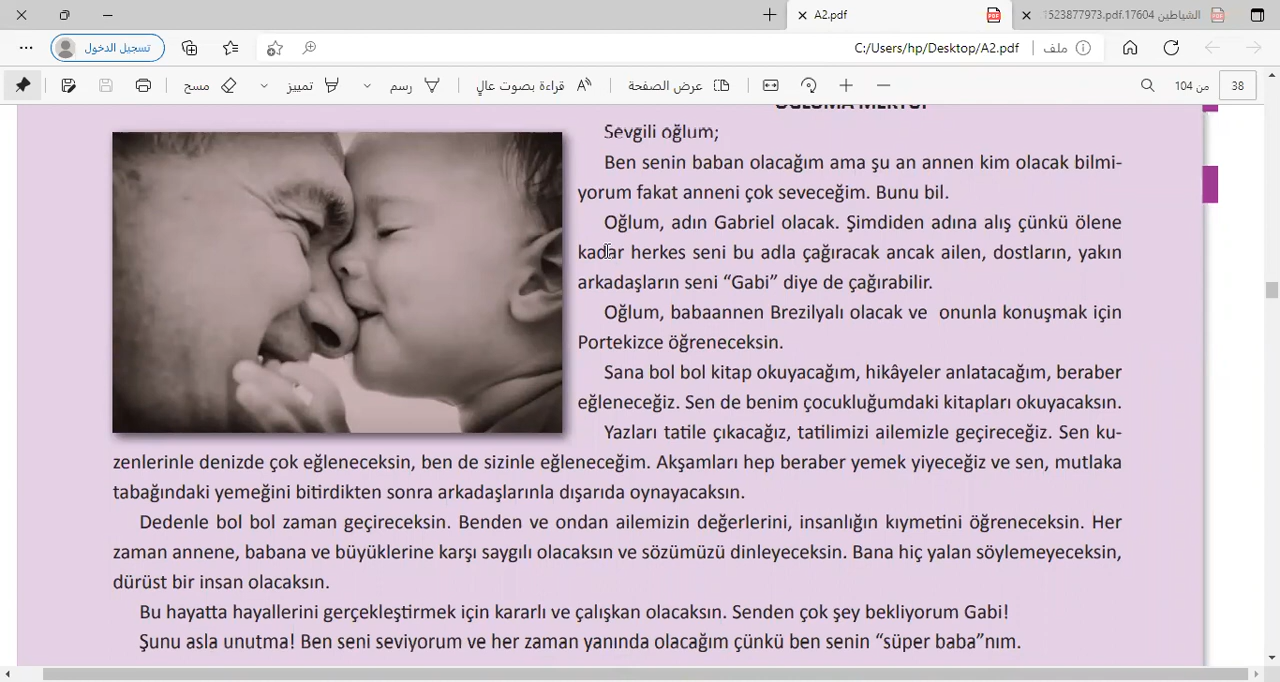 A2.pdf
الشياطين 17604.1523877973.pdf
تسجيل الدخول
C:/Users/hp/Desktop/A2.pdf
ملف
مسح
تمييز
رسم
قراءة بصوت عالٍ
عرض الصفحة
من 104
38
Sevgili oğlum;
Ben senin baban olacağım ama şu an annen kim olacak bilmi-
yorum fakat anneni çok seveceğim. Bunu bil.
Oğlum, adın Gabriel olacak. Şimdiden adına alış çünkü ölene
kadar herkes seni bu adla çağıracak ancak ailen, dostların, yakın
arkadaşların seni “Gabi” diye de çağırabilir.
Oğlum, babaannen Brezilyalı olacak ve onunla konuşmak için
Portekizce öğreneceksin.
Sana bol bol kitap okuyacağım, hikâyeler anlatacağım, beraber
eğleneceğiz. Sen de benim çocukluğumdaki kitapları okuyacaksın.
Yazları tatile çıkacağız, tatilimizi ailemizle geçireceğiz. Sen ku-
zenlerinle denizde çok eğleneceksin, ben de sizinle eğleneceğim. Akşamları hep beraber yemek yiyeceğiz ve sen, mutlaka
tabağındaki yemeğini bitirdikten sonra arkadaşlarınla dışarıda oynayacaksın.
Dedenle bol bol zaman geçireceksin. Benden ve ondan ailemizin değerlerini, insanlığın kıymetini öğreneceksin. Her
zaman annene, babana ve büyüklerine karşı saygılı olacaksın ve sözümüzü dinleyeceksin. Bana hiç yalan söylemeyeceksin,
dürüst bir insan olacaksın.
Bu hayatta hayallerini gerçekleştirmek için kararlı ve çalışkan olacaksın. Senden çok şey bekliyorum Gabi!
Şunu asla unutma! Ben seni seviyorum ve her zaman yanında olacağım çünkü ben senin “süper baba”nım.